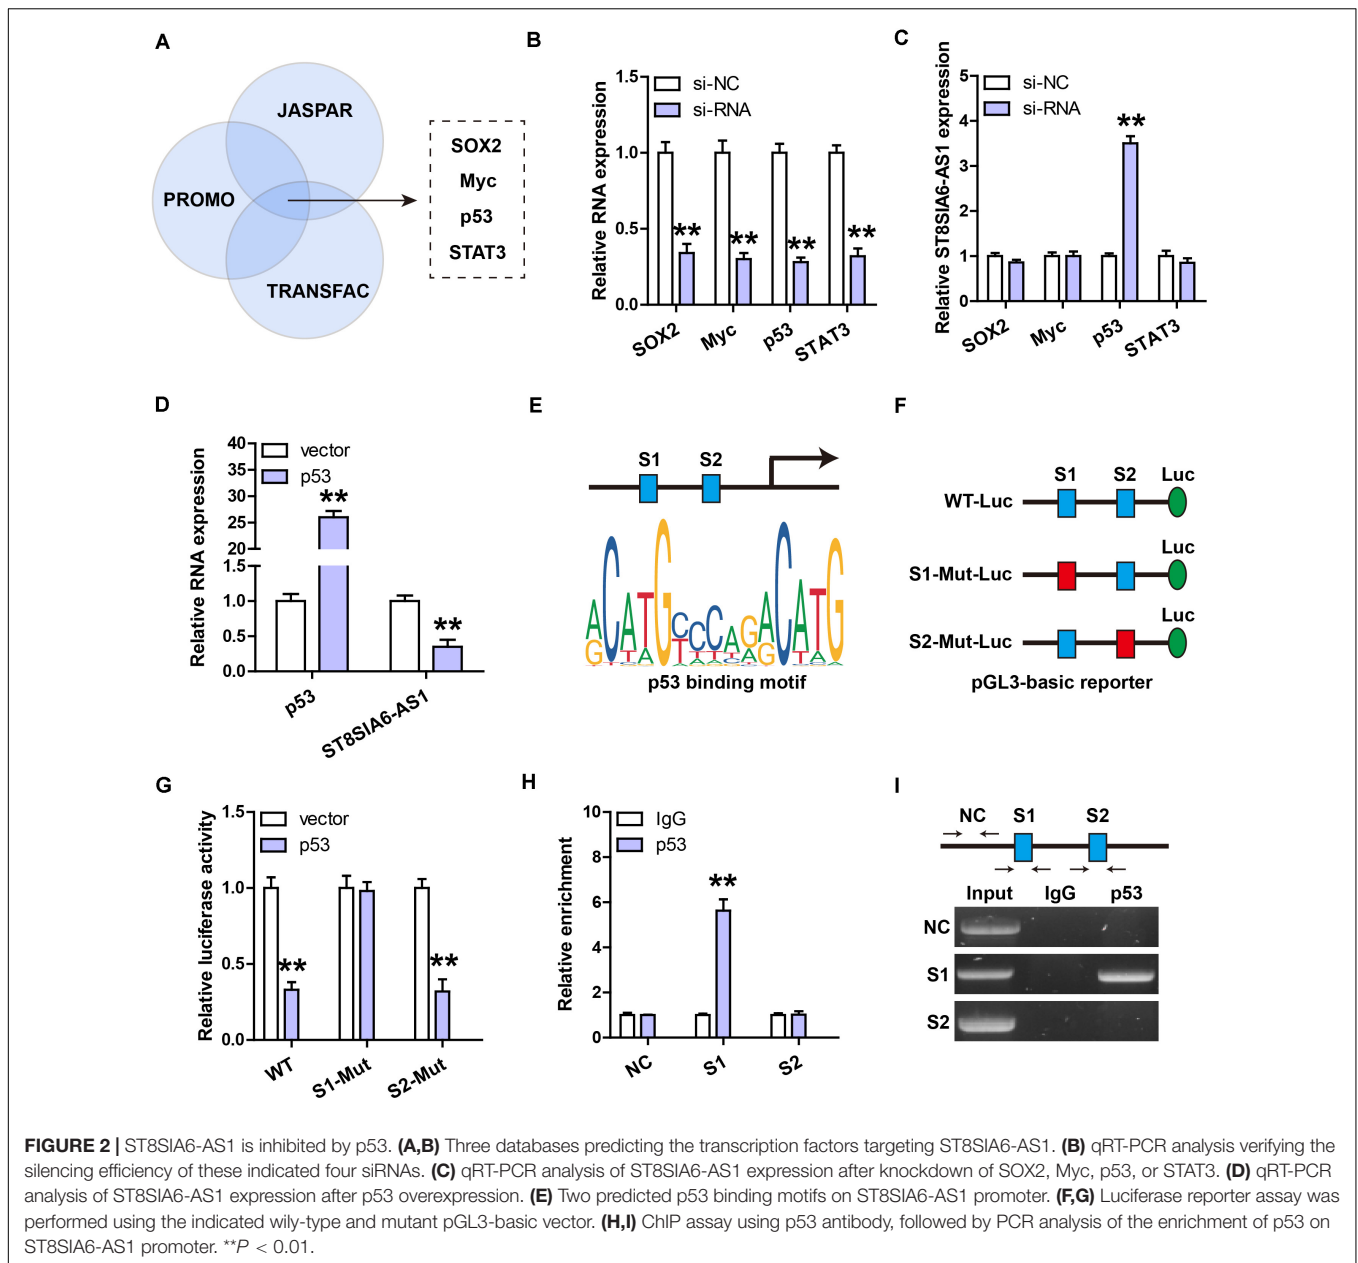 A
JASPAR
PROMO
TRANSFAC
SOX2
Myc
p53
STAT3
B
Relative RNA expression
1.5
1.0
0.5
0.0
si-NC
si-RNA
**
**
**
**
SOX2
Myc
p53
STAT3
C
Relative ST8SIA6-AS1 expression
5
4
3
2
1
0
si-NC
si-RNA
**
SOX2
Myc
p53
STAT3
D
Relative RNA expression
40
35
30
25
20
1.5
1.0
0.5
0.0
vector
p53
**
**
p53
ST8SIA6-AS1
E
S1 S2
p53 binding motif
F
S1 S2 Luc
WT-Luc
Luc
S1-Mut-Luc
Luc
S2-Mut-Luc
pGL3-basic reporter
G
Relative luciferase activity
1.5
1.0
0.5
0.0
vector
p53
**
**
WT
S1-Mut
S2-Mut
H
Relative enrichment
10
8
6
4
2
0
IgG
p53
**
NC
S1
S2
I
NC S1 S2
Input IgG p53
NC
S1
S2
FIGURE 2 | ST8SIA6-AS1 is inhibited by p53. (A,B) Three databases predicting the transcription factors targeting ST8SIA6-AS1. (B) qRT-PCR analysis verifying the
silencing efficiency of these indicated four siRNAs. (C) qRT-PCR analysis of ST8SIA6-AS1 expression after knockdown of SOX2, Myc, p53, or STAT3. (D) qRT-PCR
analysis of ST8SIA6-AS1 expression after p53 overexpression. (E) Two predicted p53 binding motifs on ST8SIA6-AS1 promoter. (F,G) Luciferase reporter assay was
performed using the indicated wily-type and mutant pGL3-basic vector. (H,I) ChIP assay using p53 antibody, followed by PCR analysis of the enrichment of p53 on
ST8SIA6-AS1 promoter. **P < 0.01.